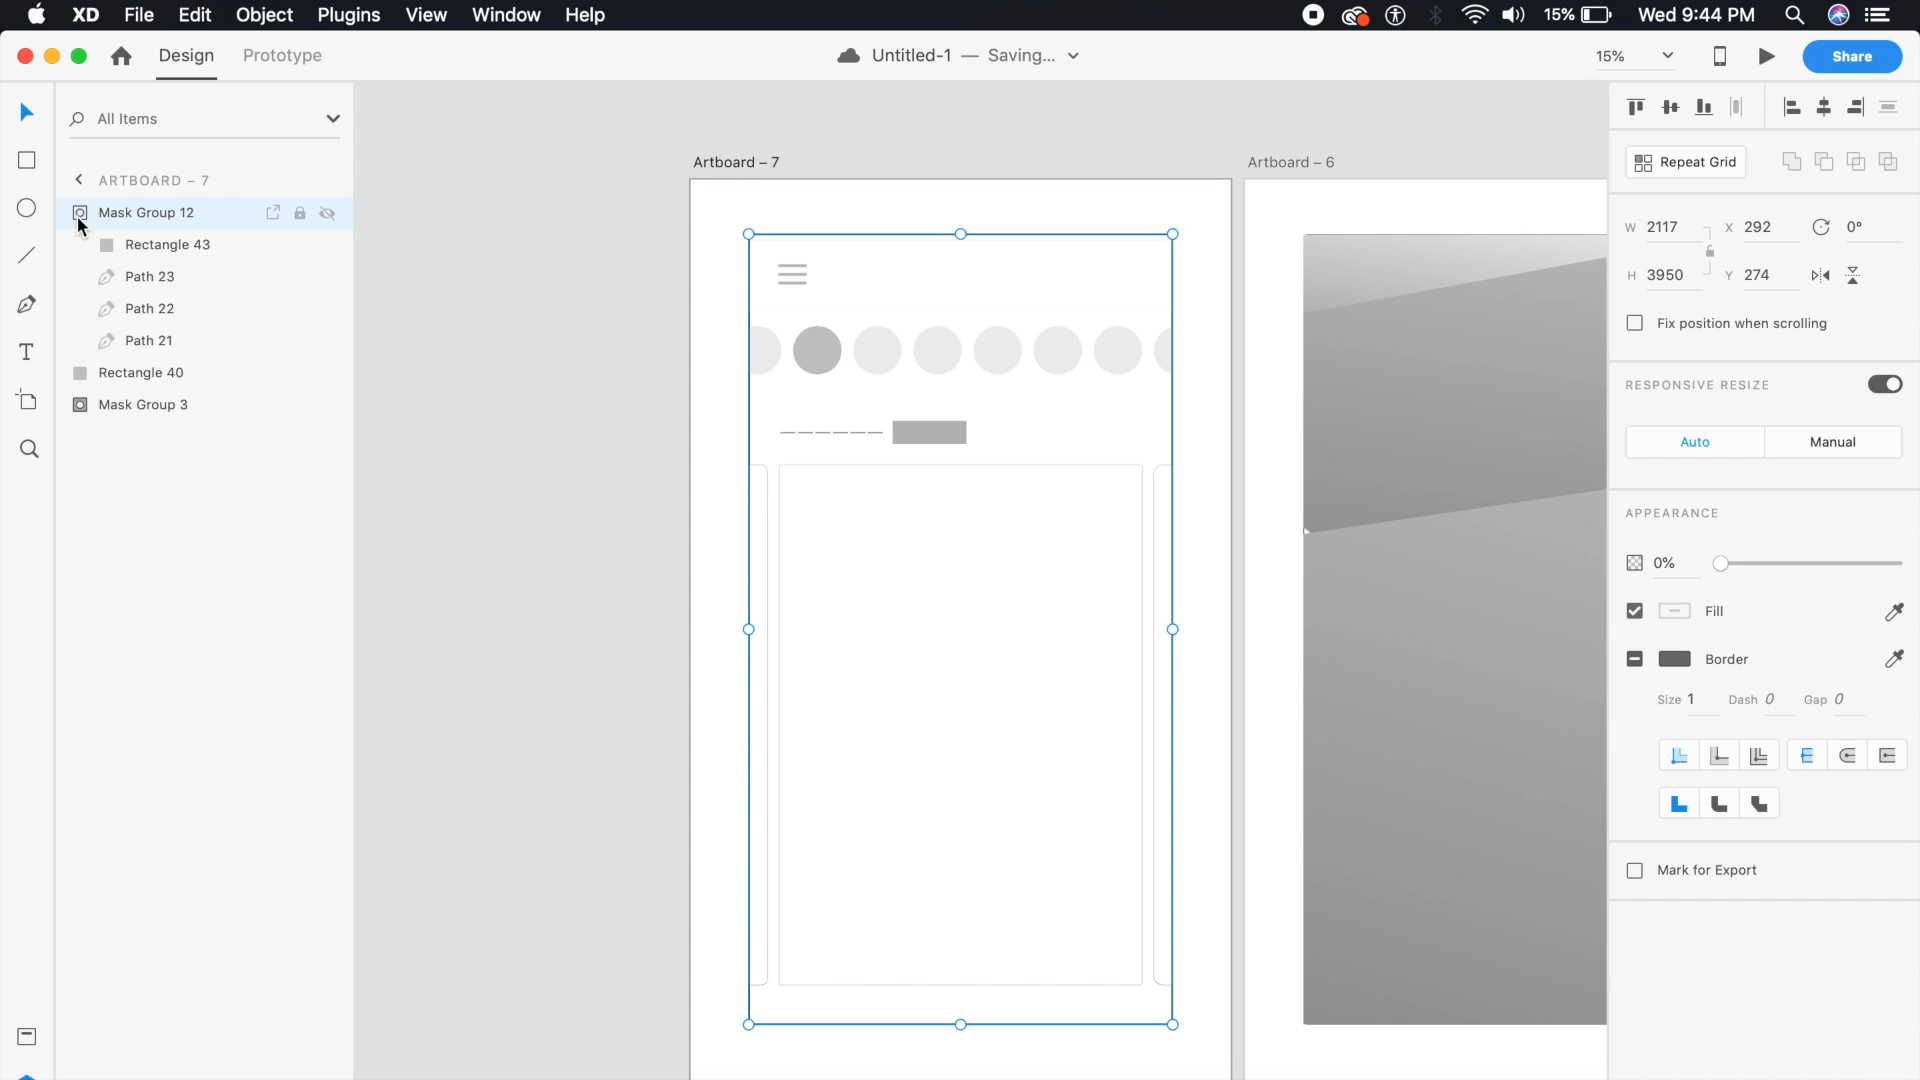 XD File Edit Object Plugins View Window Help 15% Wed 9:44 PM
Design Prototype Untitled-1 — Saving... 15% Share
All Items
ARTBOARD – 7
Mask Group 12
Rectangle 43
Path 23
Path 22
Path 21
Rectangle 40
Mask Group 3
Artboard – 7
Artboard – 6
Repeat Grid
W 2117 X 292 0°
H 3950 Y 274
Fix position when scrolling
RESPONSIVE RESIZE
Auto Manual
APPEARANCE
0%
Fill
Border
Size 1 Dash 0 Gap 0
Mark for Export